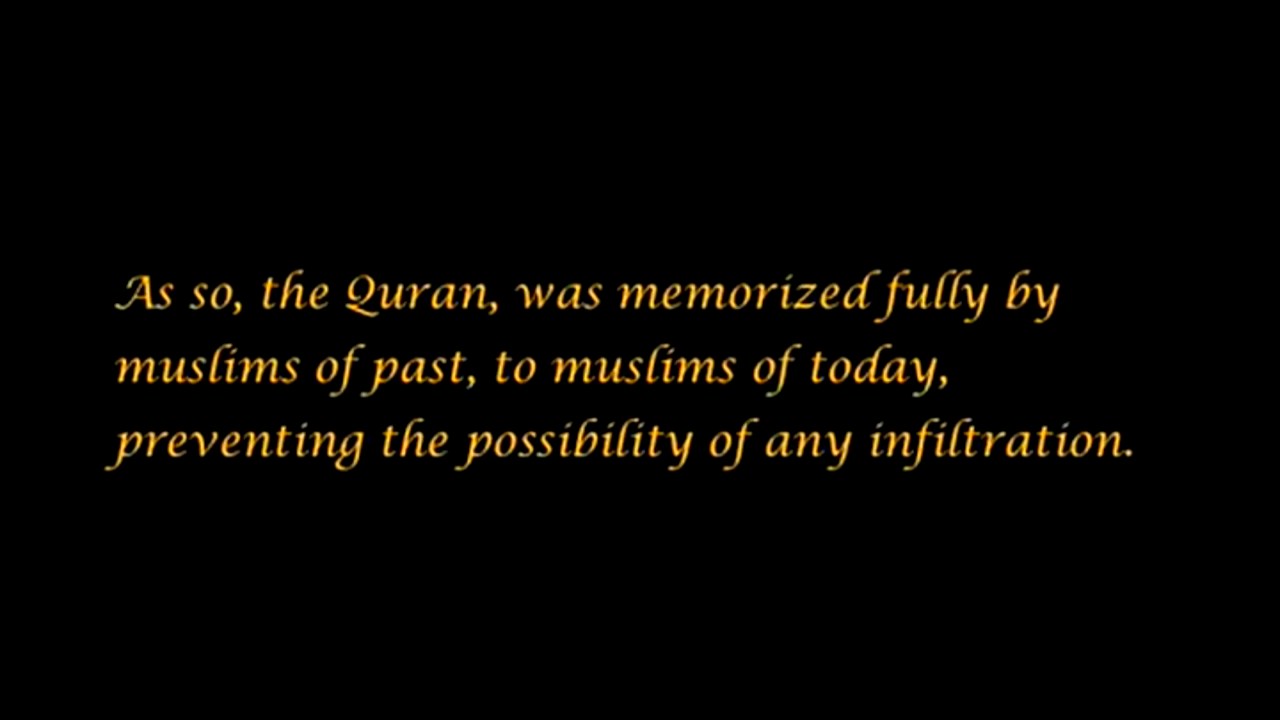 As so, the Quran, was memorized fully by
muslims of past, to muslims of today,
preventing the possibility of any infiltration.